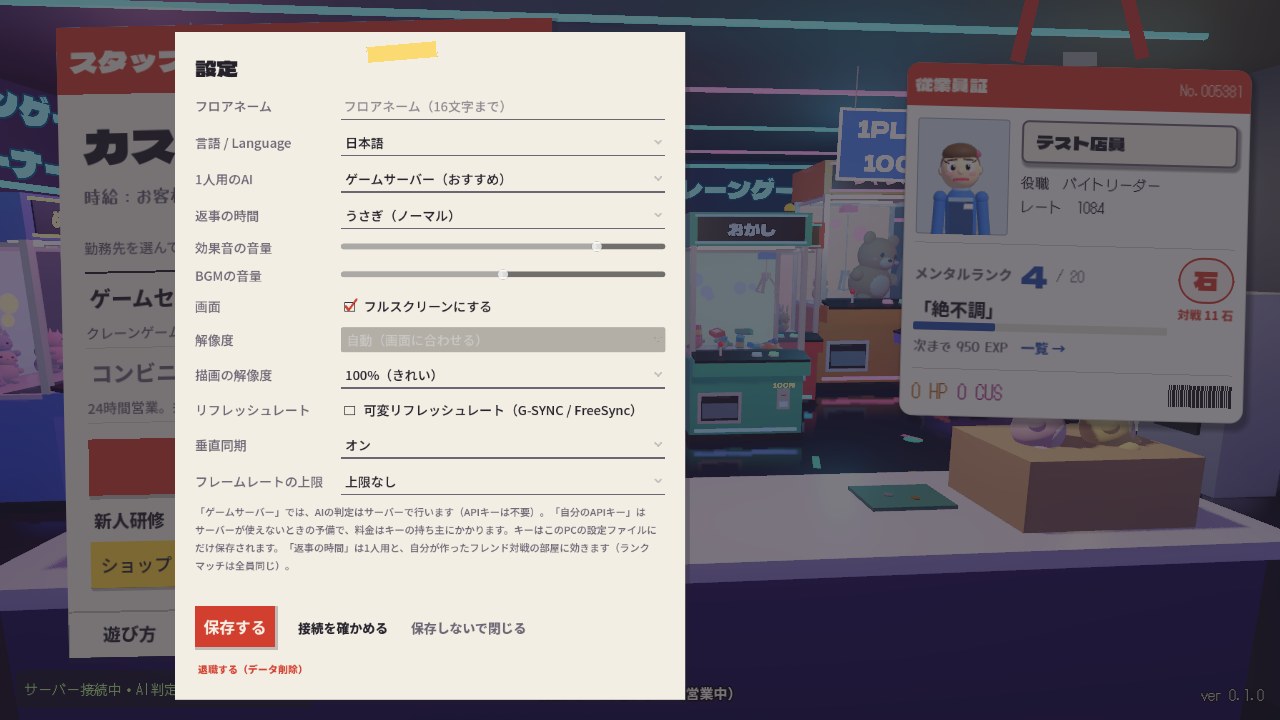 スタッフ
カス
時給：お客
勤務先を選んで
ゲームセ
クレーンゲーム
コンビニ
24時間営業。
新人研修
ショップ
遊び方
サーバー接続中・AI判定
設定
フロアネーム
フロアネーム（16文字まで）
言語 / Language
日本語
1人用のAI
ゲームサーバー（おすすめ）
返事の時間
うさぎ（ノーマル）
効果音の音量
BGMの音量
画面
フルスクリーンにする
解像度
自動（画面に合わせる）
描画の解像度
100%（きれい）
リフレッシュレート
可変リフレッシュレート（G-SYNC / FreeSync）
垂直同期
オン
フレームレートの上限
上限なし
「ゲームサーバー」では、AIの判定はサーバーで行います（APIキーは不要）。「自分のAPIキー」は
サーバーが使えないときの予備で、料金はキーの持ち主にかかります。キーはこのPCの設定ファイルに
だけ保存されます。「返事の時間」は1人用と、自分が作ったフレンド対戦の部屋に効きます（ランク
マッチは全員同じ）。
保存する
接続を確かめる
保存しないで閉じる
退職する（データ削除）
営業中）
レーンゲー
1PL
100
おかし
100円
従業員証
No. 005381
テスト店員
役職 バイトリーダー
レート 1084
メンタルランク 4 / 20
「絶不調」
石
対戦 11 石
次まで 950 EXP 一覧 →
0 HP 0 CUS
ver 0.1.0